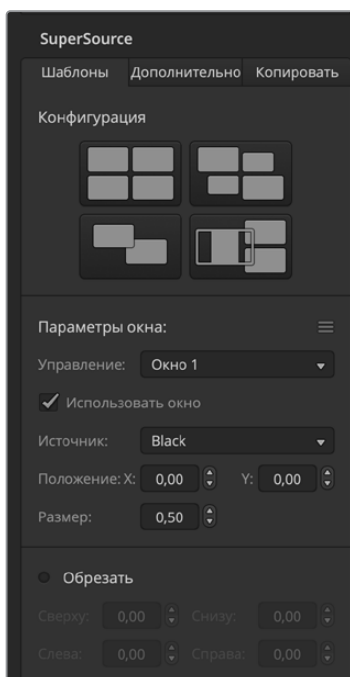 SuperSource
Шаблоны Дополнительно Копировать
Конфигурация
Параметры окна:
Управление: Окно 1
Использовать окно
Источник: Black
Положение: X: 0,00 Y: 0,00
Размер: 0,50
Обрезать
Сверху: 0,00 Снизу: 0,00
Слева: 0,00 Справа: 0,00